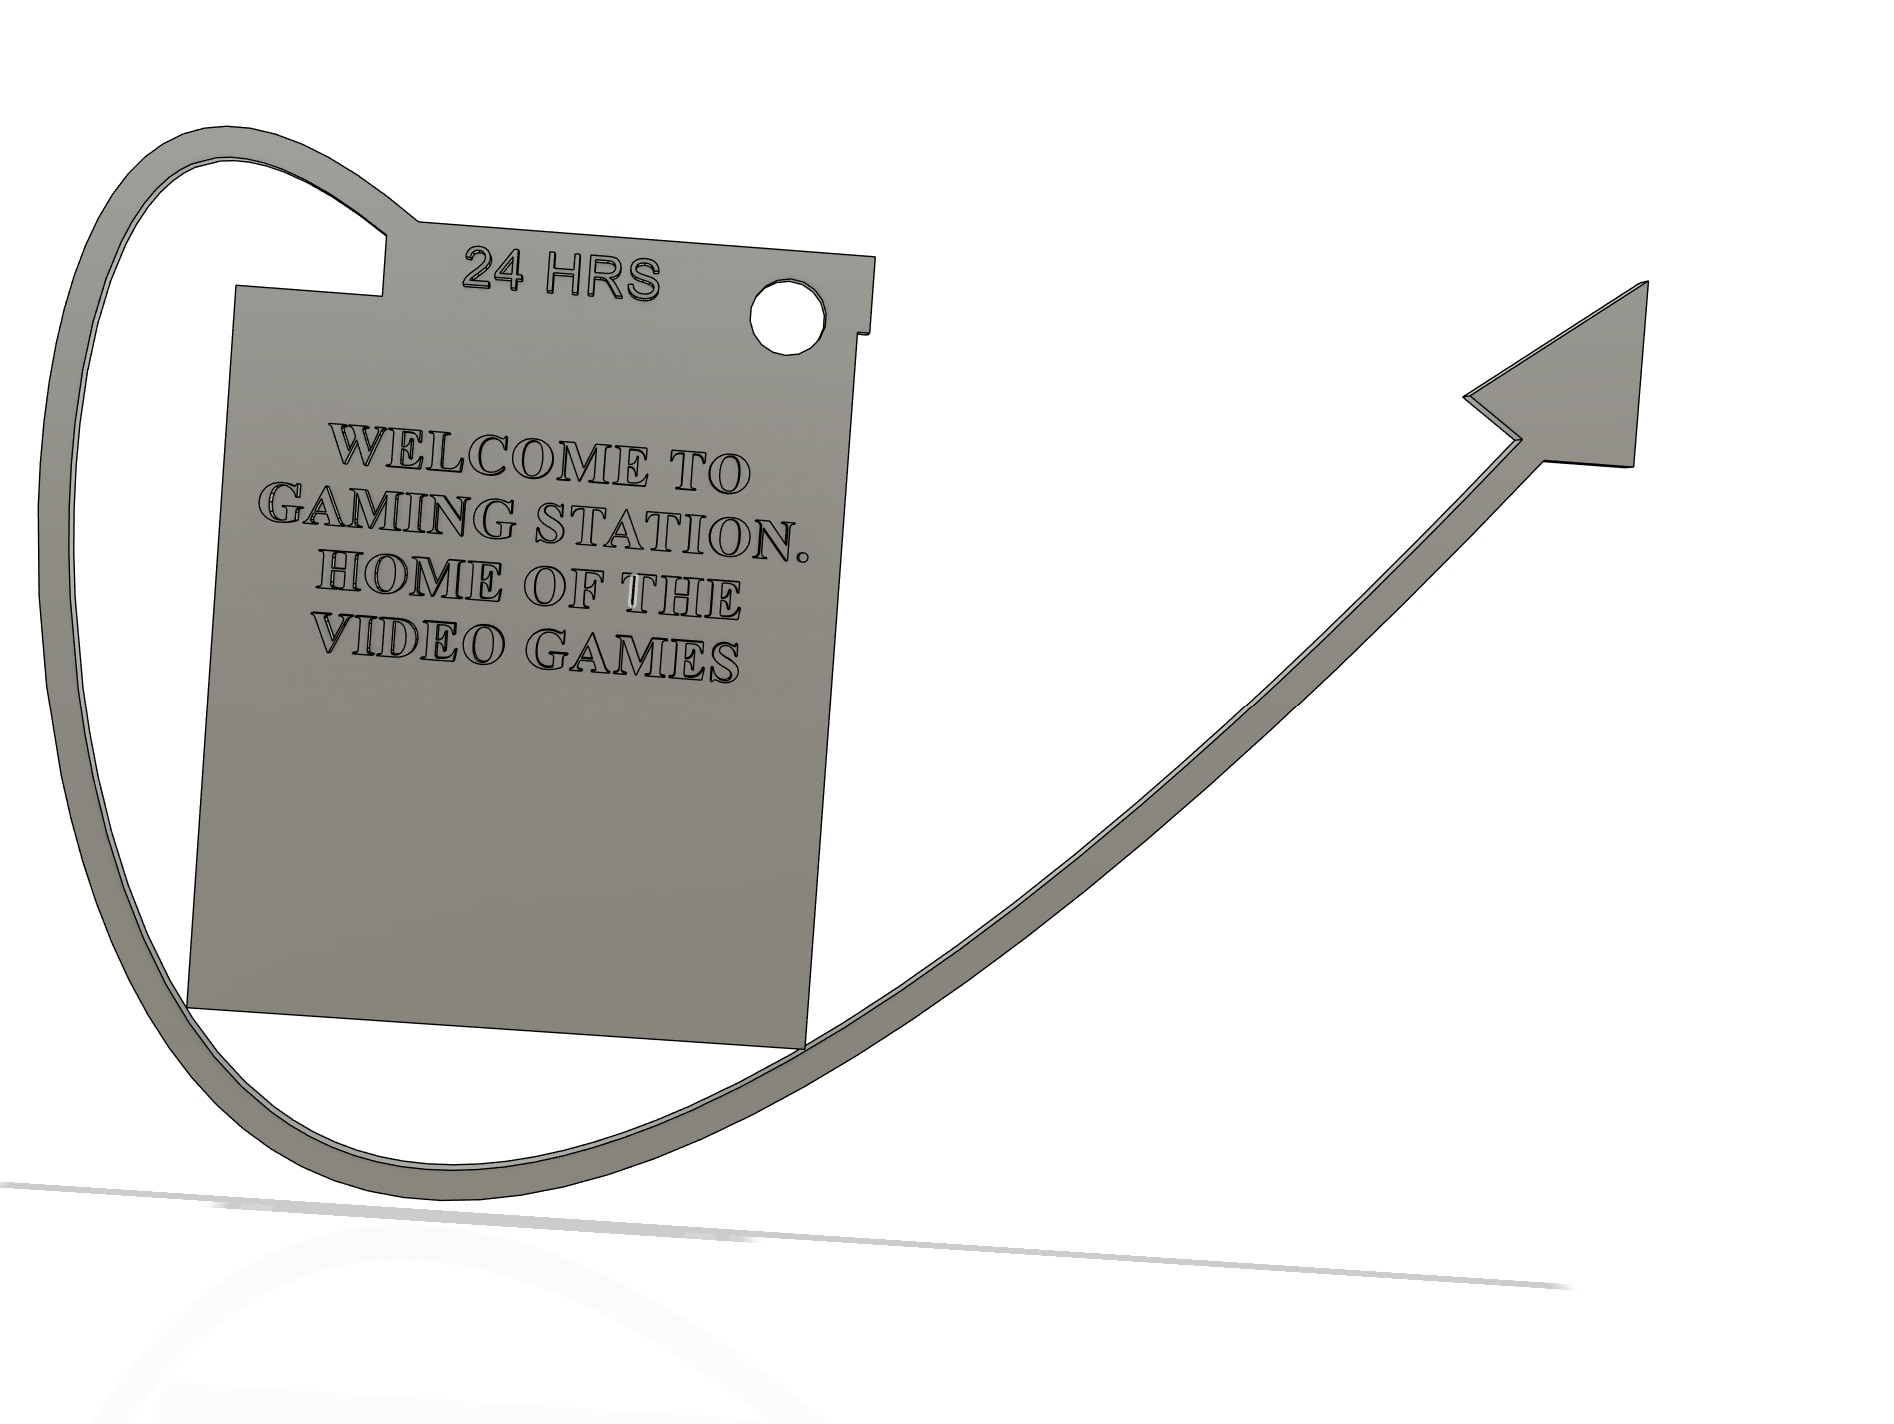 24 HRS
WELCOME TO
GAMING STATION.
HOME OF THE
VIDEO GAMES